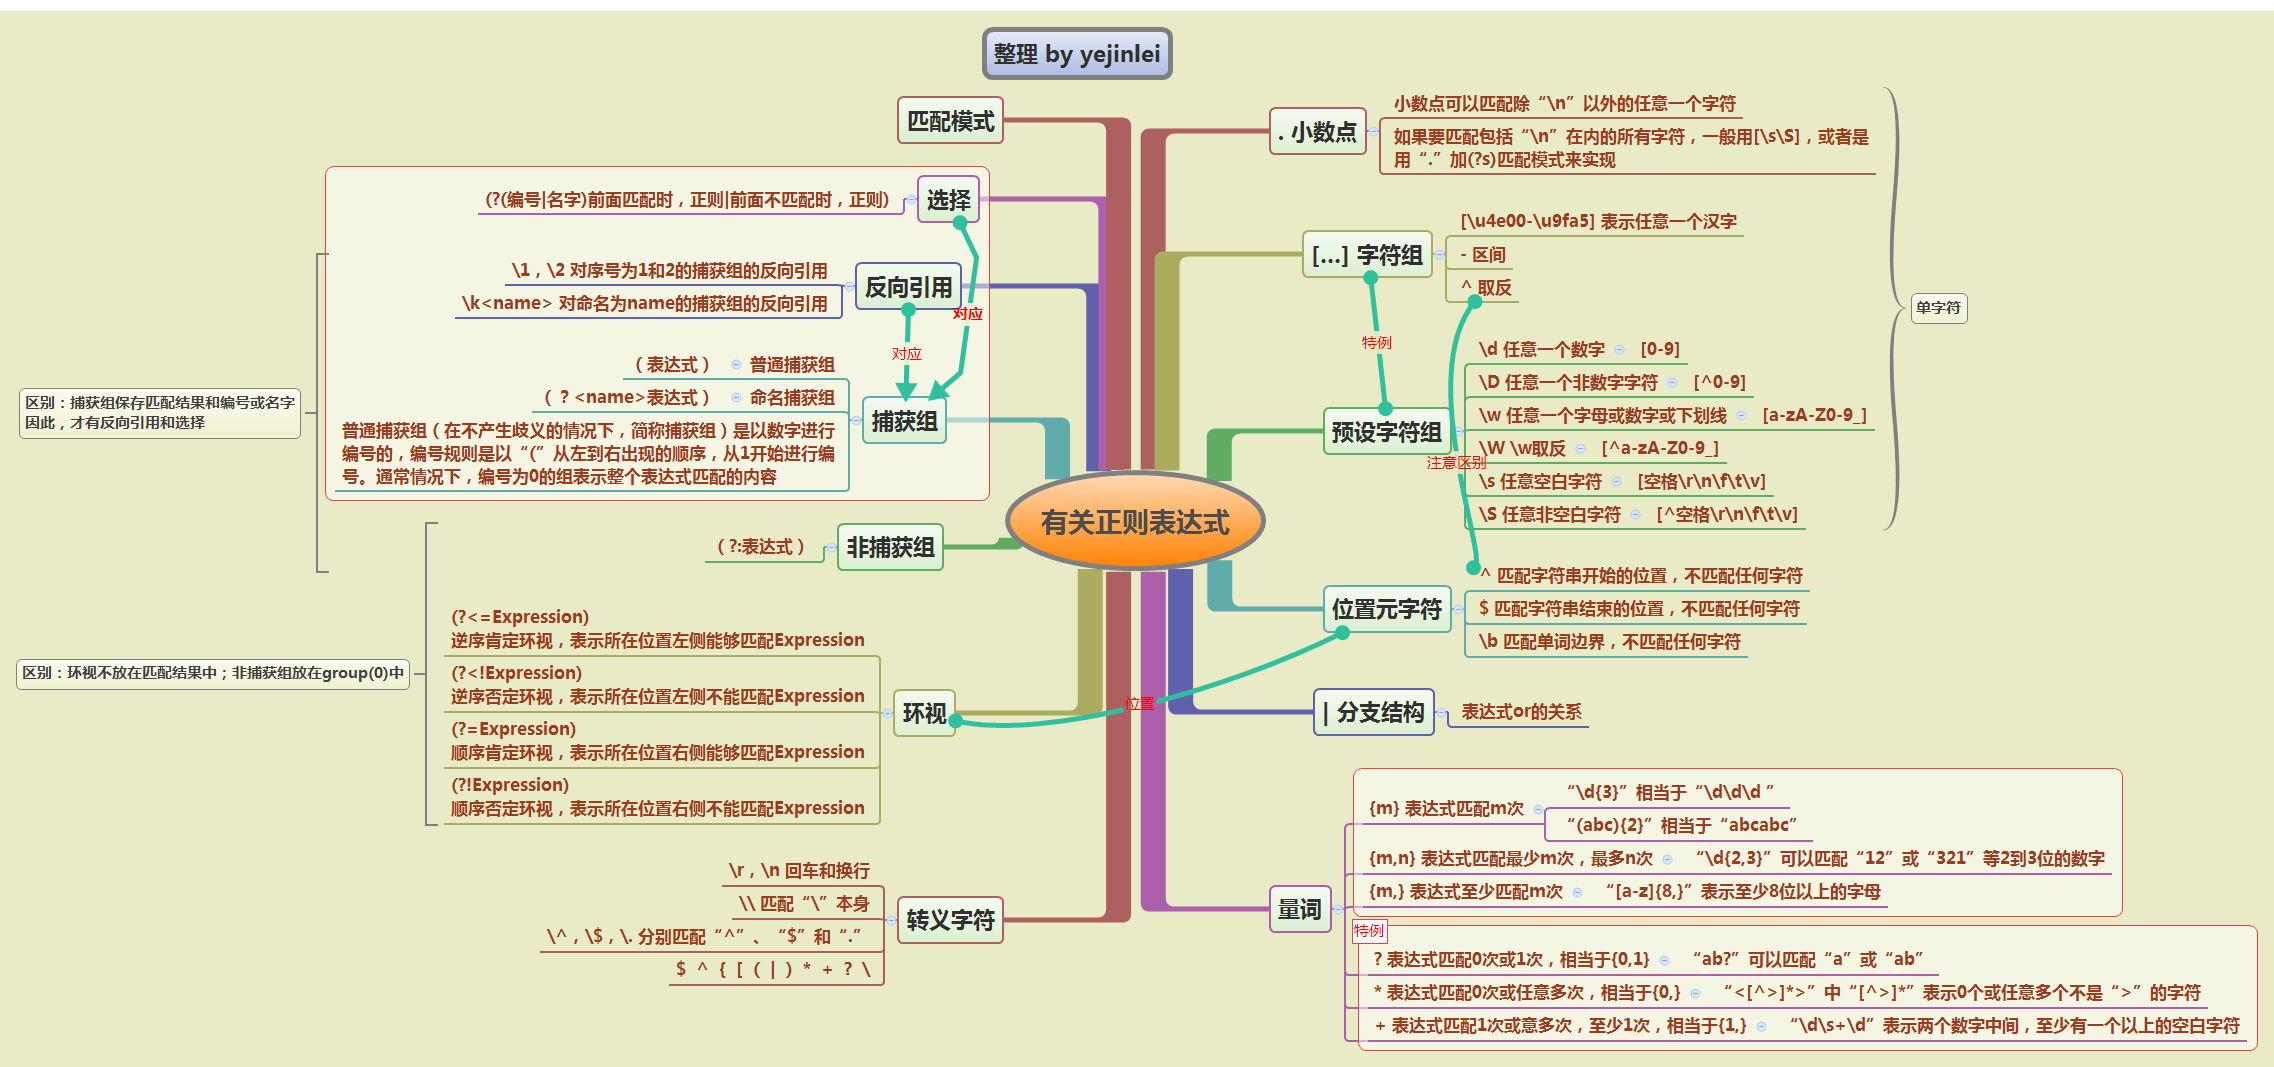 整理 by yejinlei
有关正则表达式
匹配模式
选择
(?(编号|名字)前面匹配时，正则|前面不匹配时，正则)
反向引用
\1，\2 对序号为1和2的捕获组的反向引用
\k<name> 对命名为name的捕获组的反向引用
对应
对应
捕获组
（表达式） 普通捕获组
（？<name>表达式） 命名捕获组
普通捕获组（在不产生歧义的情况下，简称捕获组）是以数字进行
编号的，编号规则是以“(”从左到右出现的顺序，从1开始进行编
号。通常情况下，编号为0的组表示整个表达式匹配的内容
区别：捕获组保存匹配结果和编号或名字
因此，才有反向引用和选择
非捕获组
（?:表达式）
环视
(?<=Expression)
逆序肯定环视，表示所在位置左侧能够匹配Expression
(?<!Expression)
逆序否定环视，表示所在位置左侧不能匹配Expression
(?=Expression)
顺序肯定环视，表示所在位置右侧能够匹配Expression
(?!Expression)
顺序否定环视，表示所在位置右侧不能匹配Expression
区别：环视不放在匹配结果中；非捕获组放在group(0)中
转义字符
\r，\n 回车和换行
\\ 匹配“\”本身
\^，\$，\. 分别匹配“^”、“$”和“.”
$ ^ { [ ( | ) * + ? \
. 小数点
小数点可以匹配除“\n”以外的任意一个字符
如果要匹配包括“\n”在内的所有字符，一般用[\s\S]，或者是
用“.”加(?s)匹配模式来实现
[...] 字符组
[\u4e00-\u9fa5] 表示任意一个汉字
- 区间
^ 取反
特例
预设字符组
\d 任意一个数字 [0-9]
\D 任意一个非数字字符 [^0-9]
\w 任意一个字母或数字或下划线 [a-zA-Z0-9_]
\W \w取反 [^a-zA-Z0-9_]
\s 任意空白字符 [空格\r\n\f\t\v]
\S 任意非空白字符 [^空格\r\n\f\t\v]
注意区别
单字符
位置元字符
^ 匹配字符串开始的位置，不匹配任何字符
$ 匹配字符串结束的位置，不匹配任何字符
\b 匹配单词边界，不匹配任何字符
位置
| 分支结构
表达式or的关系
量词
{m} 表达式匹配m次
“\d{3}”相当于“\d\d\d ”
“(abc){2}”相当于“abcabc”
{m,n} 表达式匹配最少m次，最多n次 “\d{2,3}”可以匹配“12”或“321”等2到3位的数字
{m,} 表达式至少匹配m次 “[a-z]{8,}”表示至少8位以上的字母
特例
? 表达式匹配0次或1次，相当于{0,1} “ab?”可以匹配“a”或“ab”
* 表达式匹配0次或任意多次，相当于{0,} “<[^>]*>”中“[^>]*”表示0个或任意多个不是“>”的字符
+ 表达式匹配1次或意多次，至少1次，相当于{1,} “\d\s+\d”表示两个数字中间，至少有一个以上的空白字符